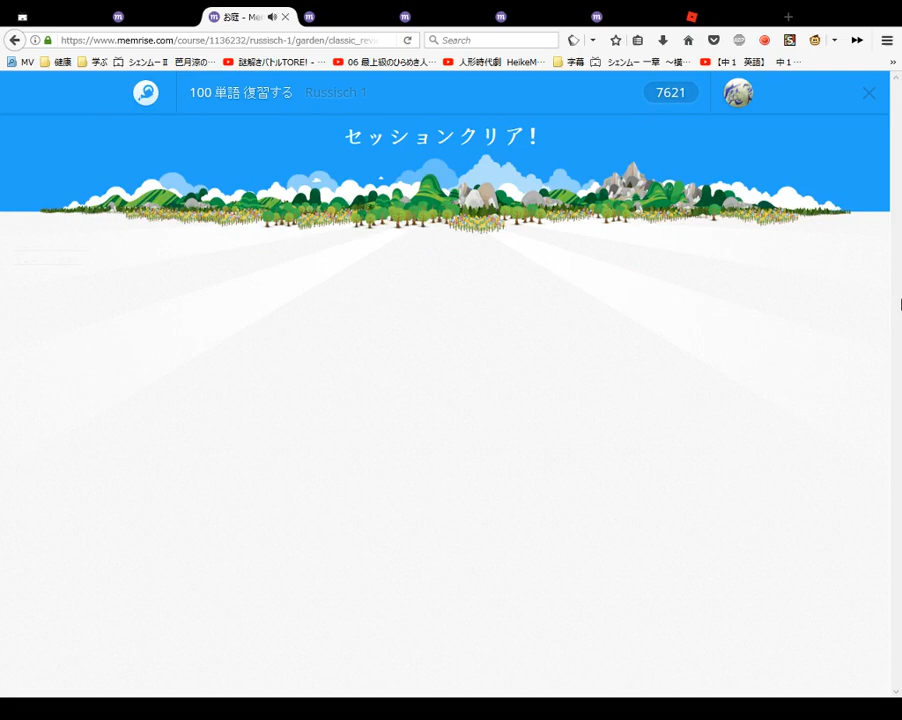 お庭 - Me
https://www.memrise.com/course/1136232/russisch-1/garden/classic_rev
Search
MV 健康 学ぶ シェンムーⅡ 芭月涼の… 謎解きバトルTORE! - … 06 最上級のひらめき人… 人形時代劇 HeikeM… 字幕 シェンムー 一章 ～横… 【中１ 英語】 中１…
100 単語 復習する Russisch 1 7621
セッションクリア!